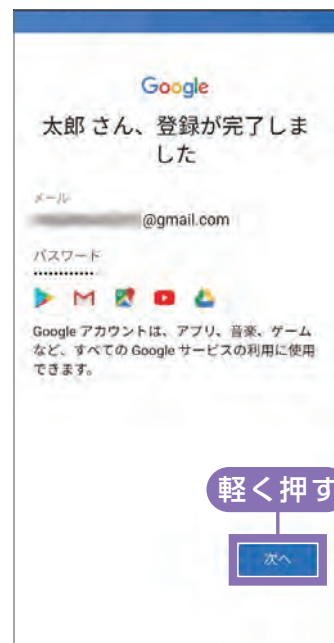 Google
太郎 さん、登録が完了しま
した
メール
@gmail.com
パスワード
Google アカウントは、アプリ、音楽、ゲーム
など、すべての Google サービスの利用に使用
できます。
軽く押す
次へ